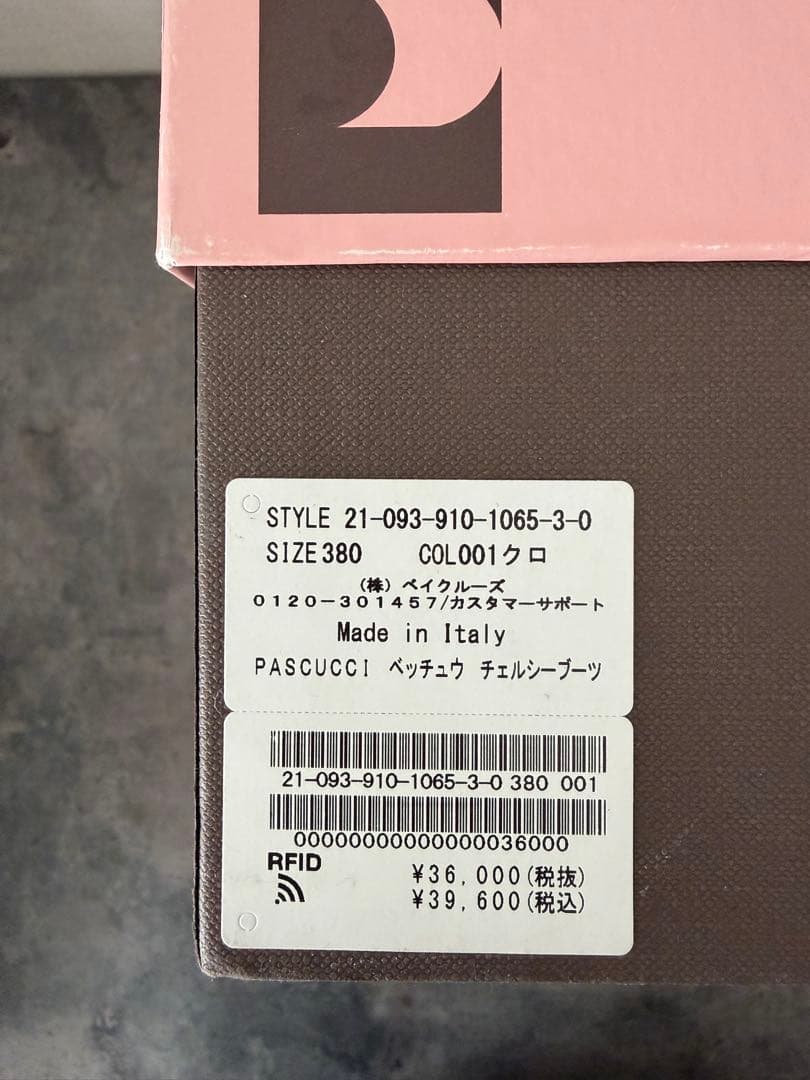 STYLE 21-093-910-1065-3-0
SIZE380 COL001クロ
(株)ベイクルーズ
0120-301457/カスタマーサポート
Made in Italy
PASCUCCI ベッチュウ チェルシーブーツ
21-093-910-1065-3-0 380 001
000000000000000036000
RFID
¥36,000(税抜)
¥39,600(税込)